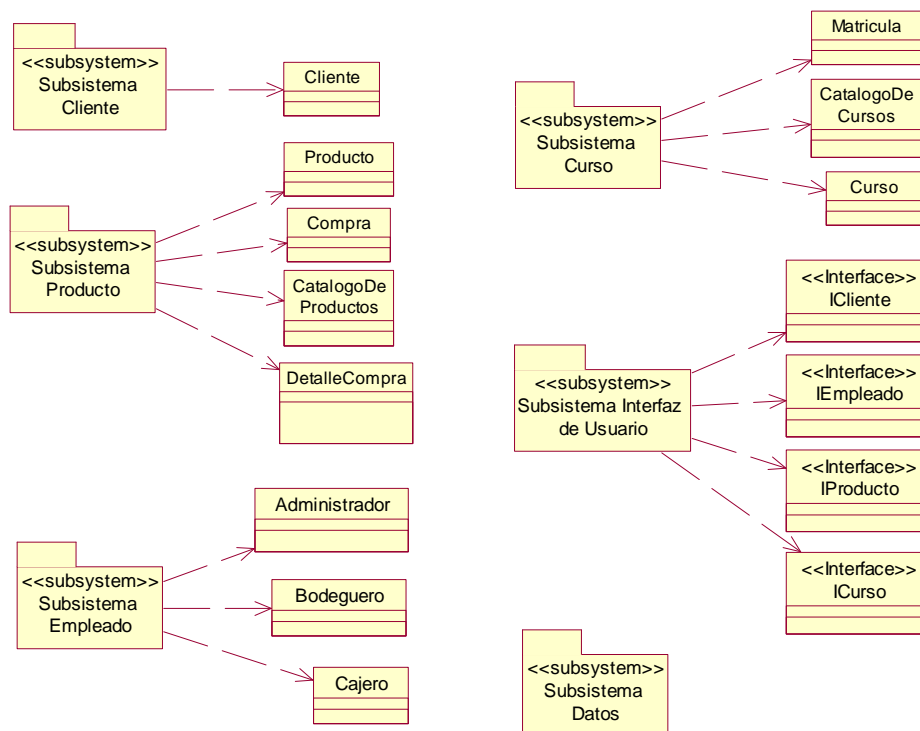 <<subsystem>>
Subsistema
Cliente
Cliente
<<subsystem>>
Subsistema
Producto
Producto
Compra
CatalogoDe
Productos
DetalleCompra
<<subsystem>>
Subsistema
Empleado
Administrador
Bodeguero
Cajero
<<subsystem>>
Subsistema
Curso
Matricula
CatalogoDe
Cursos
Curso
<<subsystem>>
Subsistema Interfaz
de Usuario
<<Interface>>
ICliente
<<Interface>>
IEmpleado
<<Interface>>
IProducto
<<Interface>>
ICurso
<<subsystem>>
Subsistema
Datos